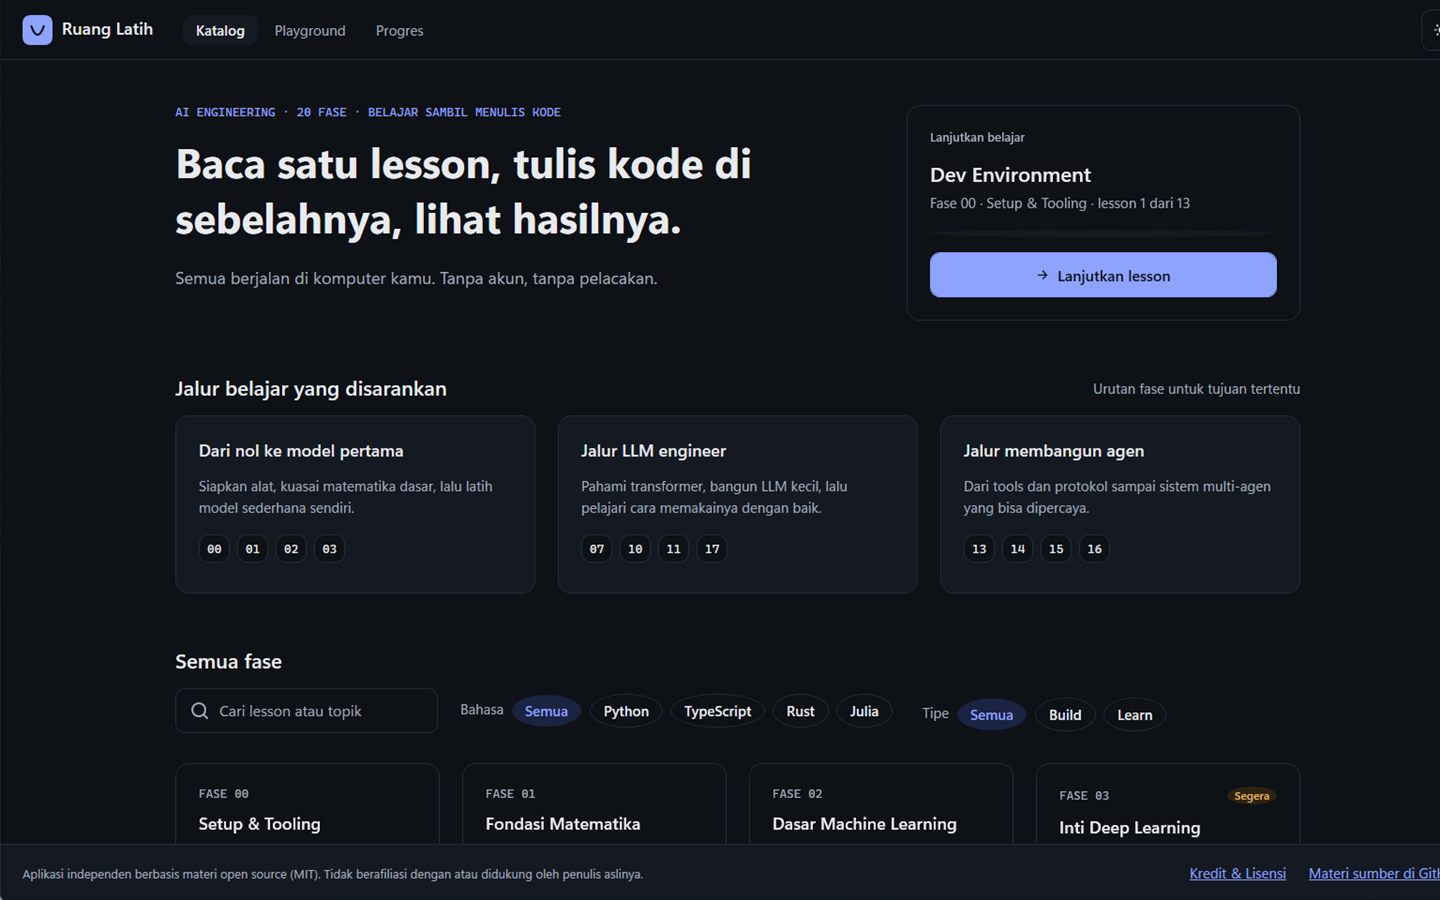 Ruang Latih
Katalog
Playground
Progres
AI ENGINEERING · 20 FASE · BELAJAR SAMBIL MENULIS KODE
Baca satu lesson, tulis kode di
sebelahnya, lihat hasilnya.
Semua berjalan di komputer kamu. Tanpa akun, tanpa pelacakan.
Lanjutkan belajar
Dev Environment
Fase 00 · Setup & Tooling · lesson 1 dari 13
→ Lanjutkan lesson
Jalur belajar yang disarankan
Urutan fase untuk tujuan tertentu
Dari nol ke model pertama
Siapkan alat, kuasai matematika dasar, lalu latih
model sederhana sendiri.
00 01 02 03
Jalur LLM engineer
Pahami transformer, bangun LLM kecil, lalu
pelajari cara memakainya dengan baik.
07 10 11 17
Jalur membangun agen
Dari tools dan protokol sampai sistem multi-agen
yang bisa dipercaya.
13 14 15 16
Semua fase
Cari lesson atau topik
Bahasa Semua Python TypeScript Rust Julia
Tipe Semua Build Learn
FASE 00
Setup & Tooling
FASE 01
Fondasi Matematika
FASE 02
Dasar Machine Learning
FASE 03
Segera
Inti Deep Learning
Aplikasi independen berbasis materi open source (MIT). Tidak berafiliasi dengan atau didukung oleh penulis aslinya.
Kredit & Lisensi
Materi sumber di